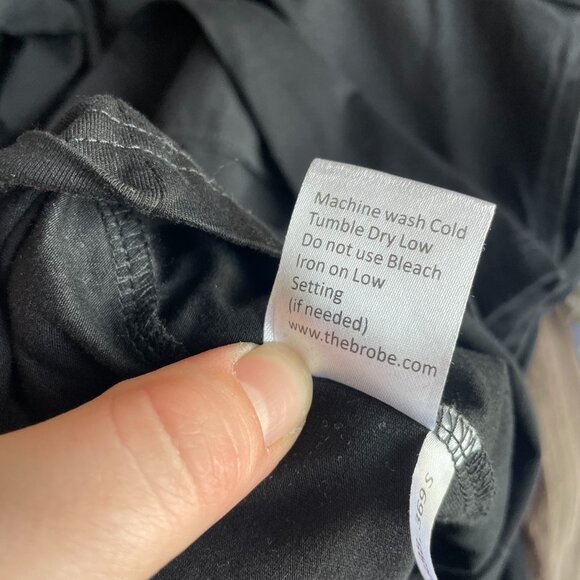 Machine wash Cold
Tumble Dry Low
Do not use Bleach
Iron on Low
Setting
(if needed)
www.thebrobe.com
369 S